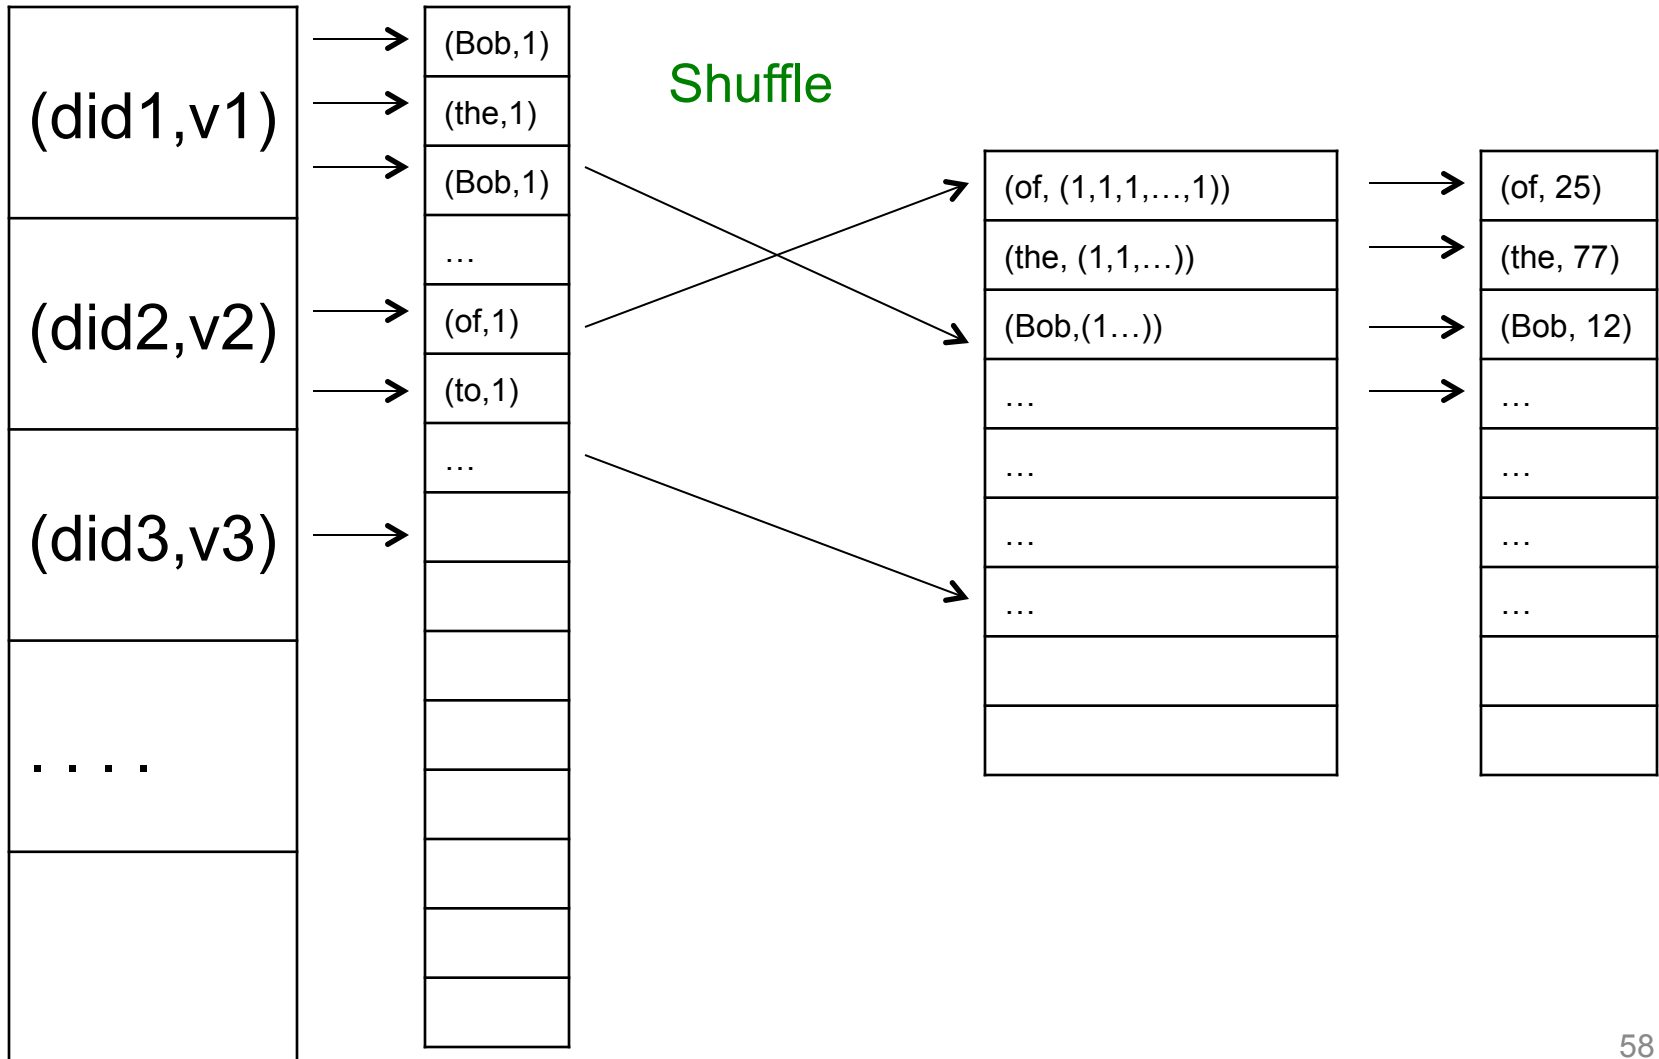 (did1,v1)
(did2,v2)
(did3,v3)
. . . .
(Bob,1)
(the,1)
(Bob,1)
…
(of,1)
(to,1)
…
Shuffle
(of, (1,1,1,…,1))
(the, (1,1,…))
(Bob,(1…))
…
…
…
…
(of, 25)
(the, 77)
(Bob, 12)
…
…
…
…
58